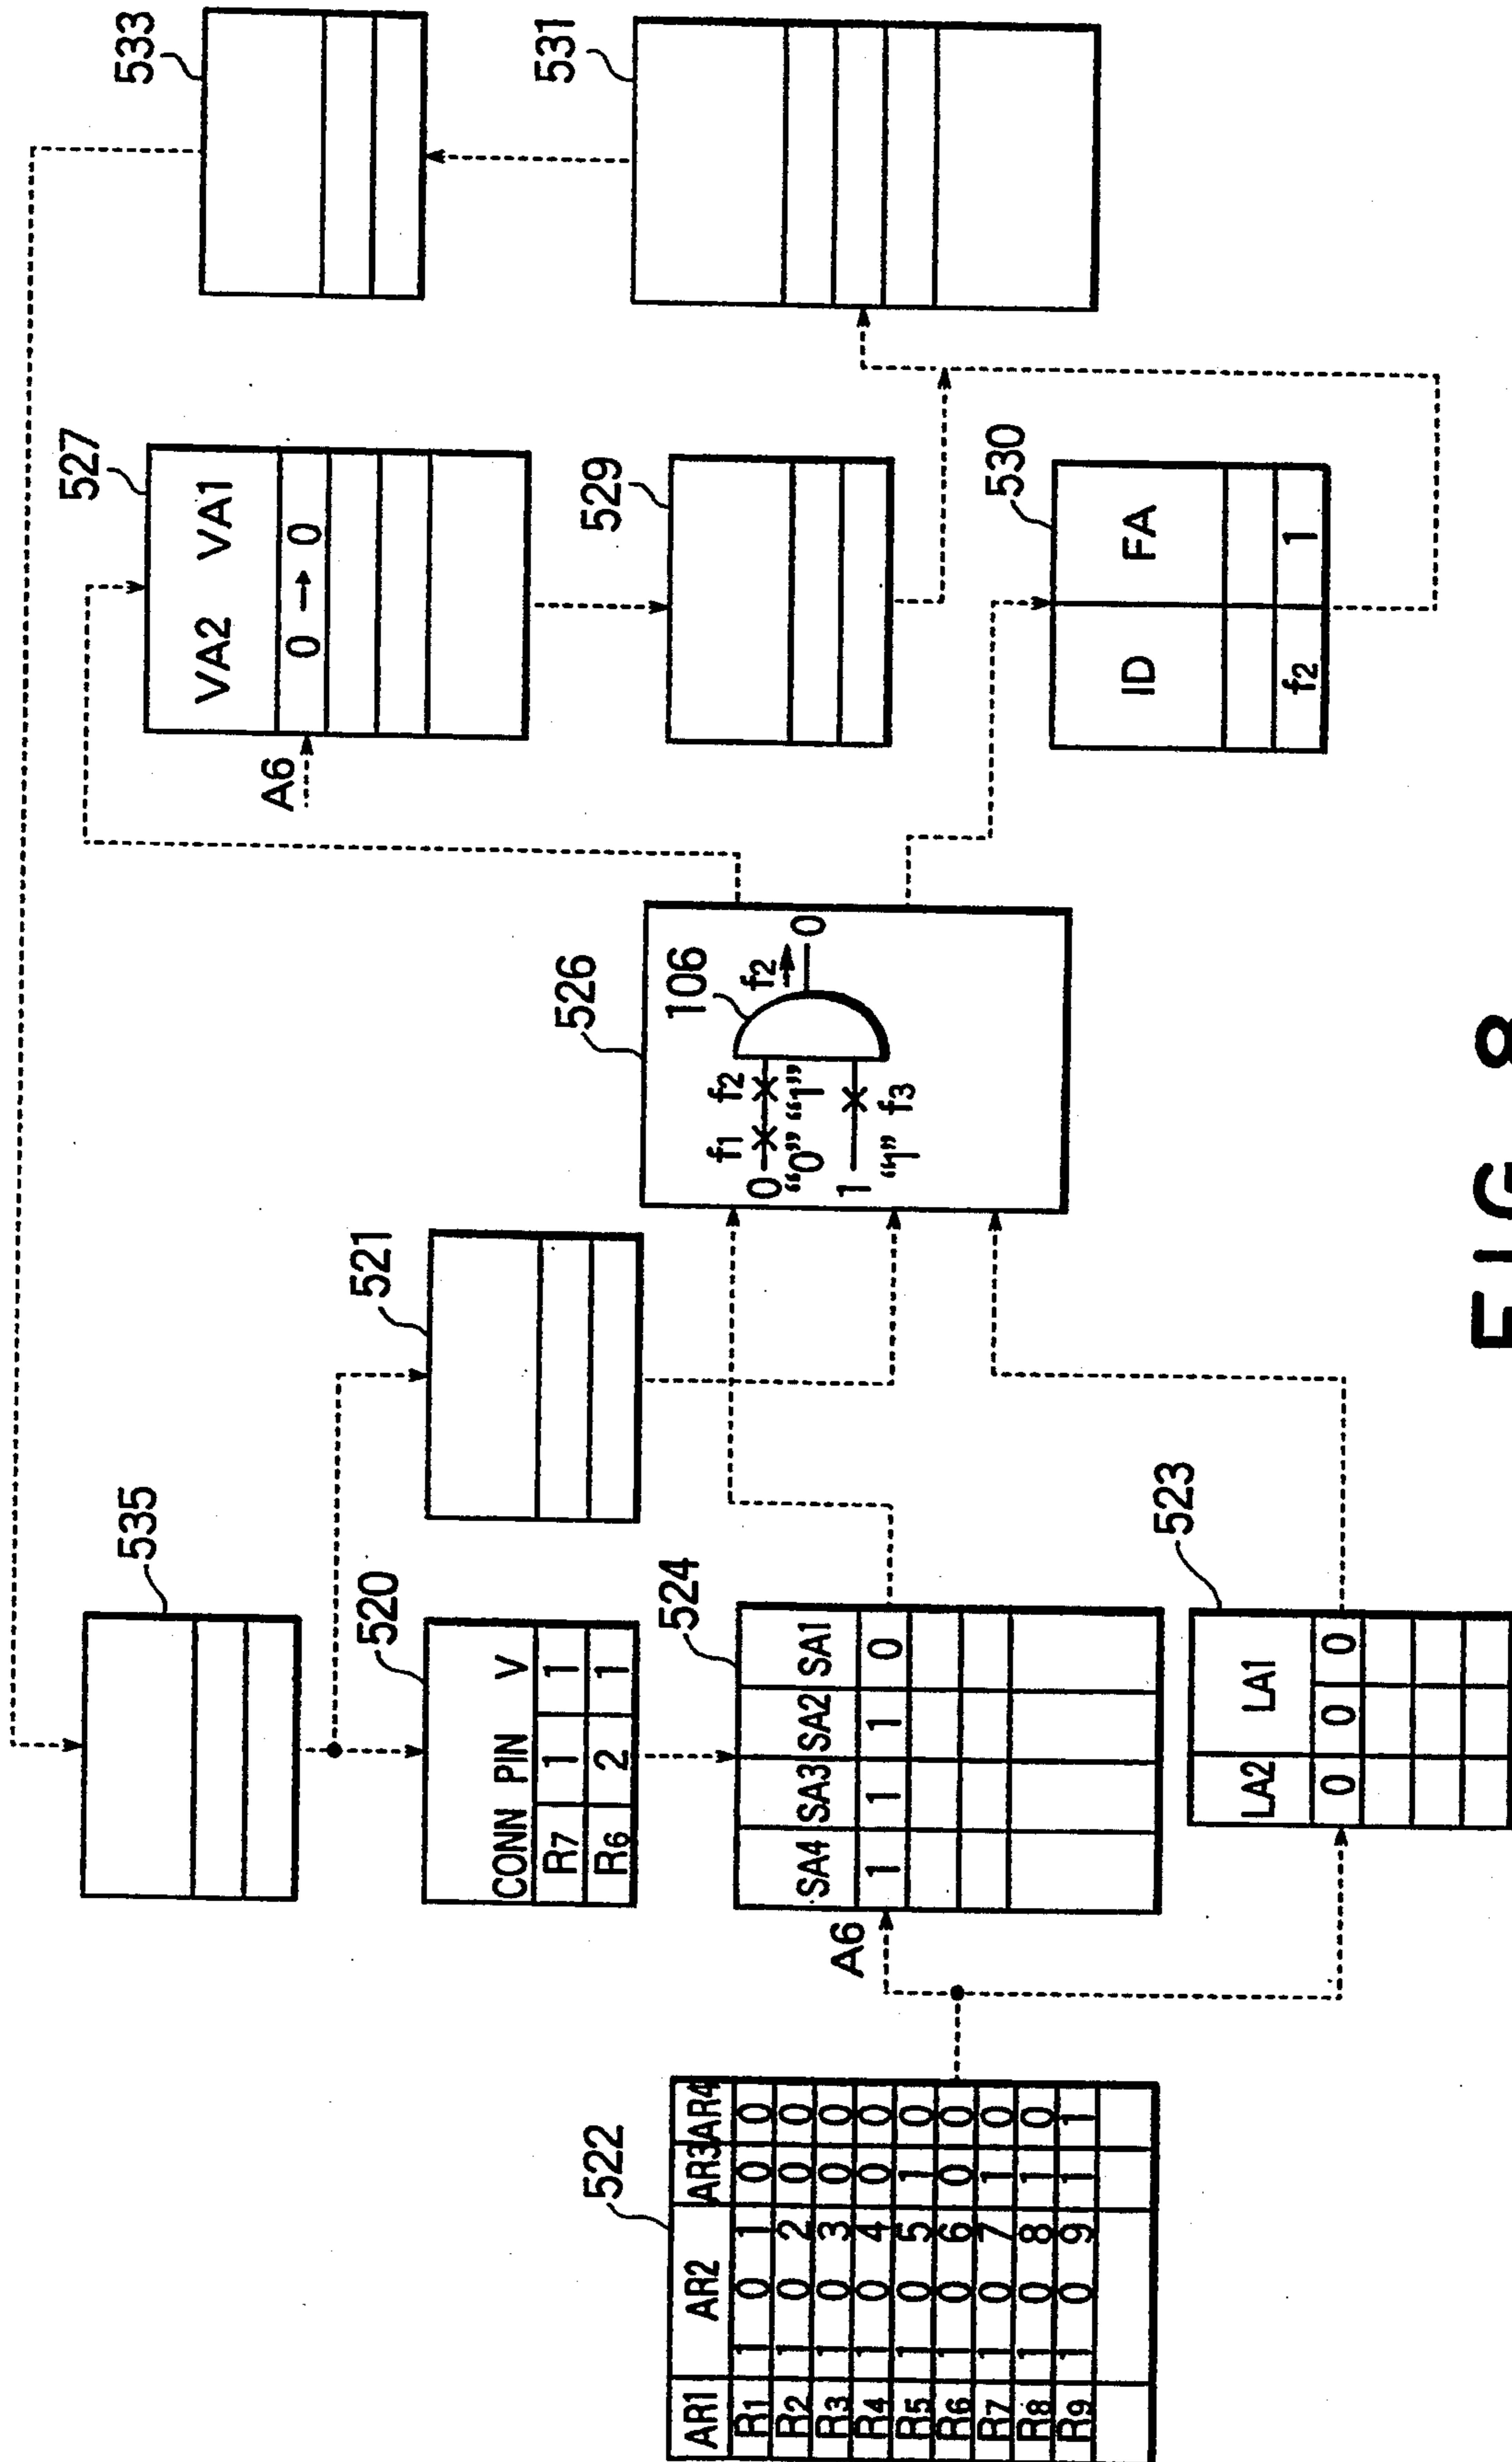 535
533
527
VA2 VA1
A6
0 → 0
520
CONN PIN V
R7 1 1
R6 2 1
521
526
106
f1 f2
f2
0
"0" "1"
0
1
"1" f3
529
531
522
AR1 AR2 AR3 AR4
R1 1 0 1 0 0
R2 1 0 2 0 0
R3 1 0 3 0 0
R4 1 0 4 0 0
R5 1 0 5 1 0
R6 1 0 6 0 0
R7 1 0 7 1 0
R8 1 0 8 1 0
R9 1 0 9 1 1
524
A6
SA4 SA3 SA2 SA1
1 1 1 0
530
ID FA
f2 1
523
LA2 LA1
0 0 0
FIG. 8